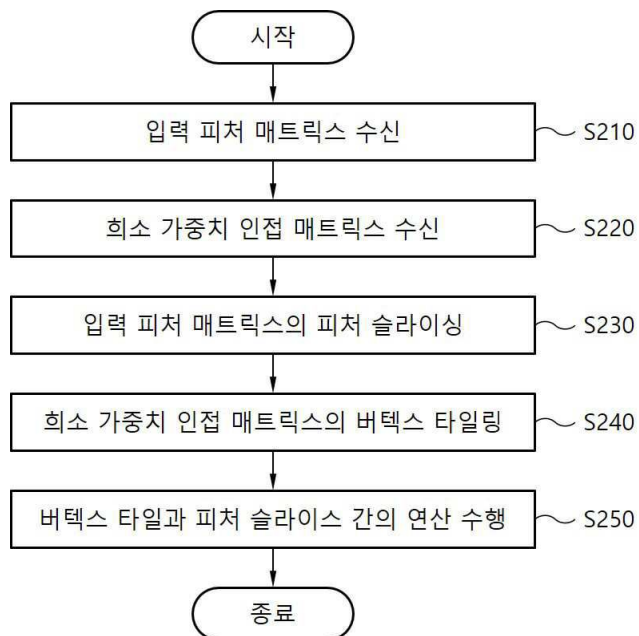 시작
입력 피처 매트릭스 수신 S210
희소 가중치 인접 매트릭스 수신 S220
입력 피처 매트릭스의 피처 슬라이싱 S230
희소 가중치 인접 매트릭스의 버텍스 타일링 S240
버텍스 타일과 피처 슬라이스 간의 연산 수행 S250
종료